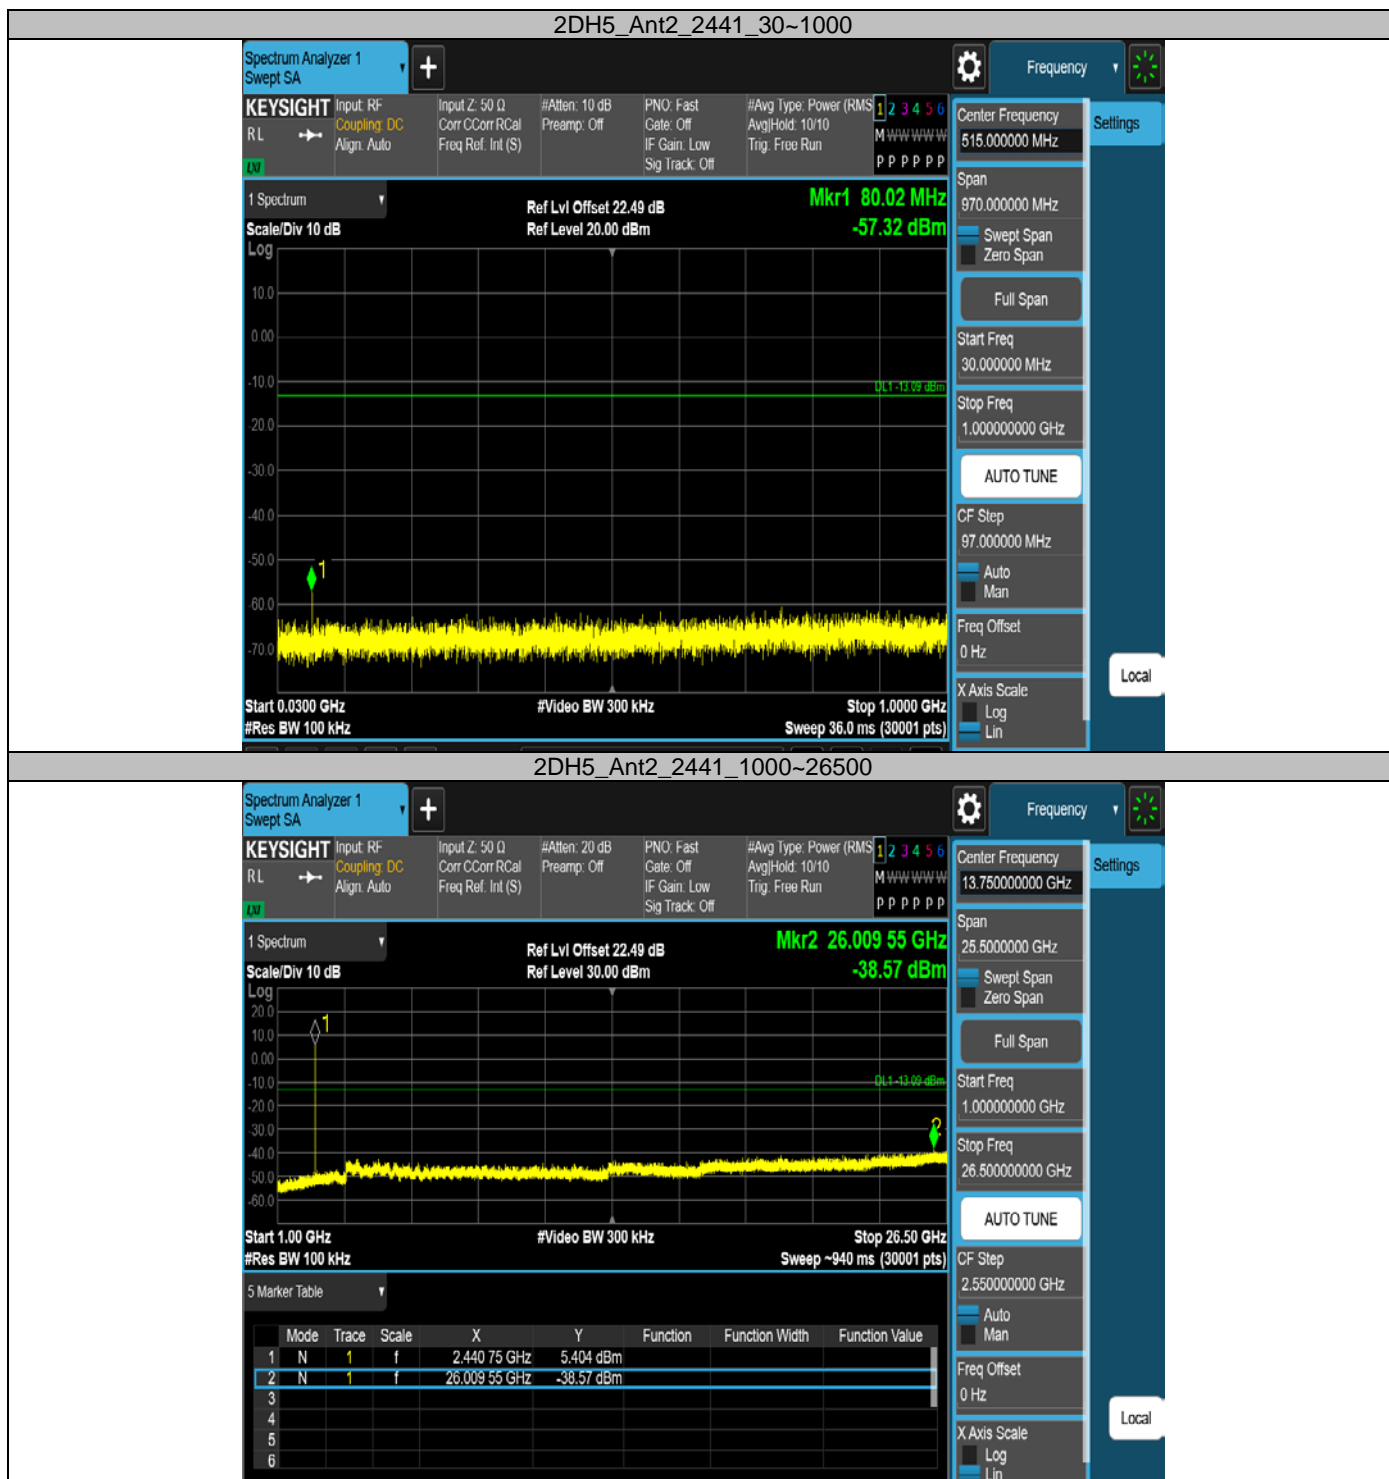 2DH5_Ant2_2441_30~1000
Spectrum Analyzer 1
Swept SA
+
Frequency
KEYSIGHT
RL
LXI
Input: RF
Coupling: DC
Align: Auto
Input Z: 50 Ω
Corr CCorr RCal
Freq Ref: Int (S)
#Atten: 10 dB
Preamp: Off
PNO: Fast
Gate: Off
IF Gain: Low
Sig Track: Off
#Avg Type: Power (RMS
Avg|Hold: 10/10
Trig: Free Run
1 2 3 4 5 6
M W W W W W
P P P P P P
Settings
1 Spectrum
Scale/Div 10 dB
Ref Lvl Offset 22.49 dB
Ref Level 20.00 dBm
Mkr1 80.02 MHz
-57.32 dBm
Log
10.0
0.00
-10.0
-20.0
-30.0
-40.0
-50.0
-60.0
-70.0
DL1 -13.09 dBm
1
Start 0.0300 GHz
#Video BW 300 kHz
Stop 1.0000 GHz
#Res BW 100 kHz
Sweep 36.0 ms (30001 pts)
Center Frequency
515.000000 MHz
Span
970.000000 MHz
Swept Span
Zero Span
Full Span
Start Freq
30.000000 MHz
Stop Freq
1.000000000 GHz
AUTO TUNE
CF Step
97.000000 MHz
Auto
Man
Freq Offset
0 Hz
X Axis Scale
Log
Lin
Local
2DH5_Ant2_2441_1000~26500
Spectrum Analyzer 1
Swept SA
+
Frequency
KEYSIGHT
RL
LXI
Input: RF
Coupling: DC
Align: Auto
Input Z: 50 Ω
Corr CCorr RCal
Freq Ref: Int (S)
#Atten: 20 dB
Preamp: Off
PNO: Fast
Gate: Off
IF Gain: Low
Sig Track: Off
#Avg Type: Power (RMS
Avg|Hold: 10/10
Trig: Free Run
1 2 3 4 5 6
M W W W W W
P P P P P P
Settings
1 Spectrum
Scale/Div 10 dB
Ref Lvl Offset 22.49 dB
Ref Level 30.00 dBm
Mkr2 26.009 55 GHz
-38.57 dBm
Log
20.0
10.0
0.00
-10.0
-20.0
-30.0
-40.0
-50.0
-60.0
1
DL1 -13.09 dBm
2
Start 1.00 GHz
#Video BW 300 kHz
Stop 26.50 GHz
#Res BW 100 kHz
Sweep ~940 ms (30001 pts)
5 Marker Table
Mode Trace Scale X Y Function Function Width Function Value
1 N 1 f 2.440 75 GHz 5.404 dBm
2 N 1 f 26.009 55 GHz -38.57 dBm
3
4
5
6
Center Frequency
13.750000000 GHz
Span
25.5000000 GHz
Swept Span
Zero Span
Full Span
Start Freq
1.000000000 GHz
Stop Freq
26.500000000 GHz
AUTO TUNE
CF Step
2.550000000 GHz
Auto
Man
Freq Offset
0 Hz
X Axis Scale
Log
Lin
Local